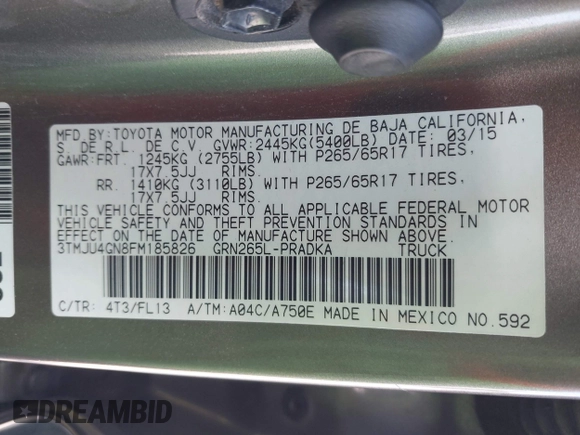 MFD.BY:TOYOTA MOTOR MANUFACTURING DE BAJA CALIFORNIA,
S. DE R.L. DE C.V. GVWR:2445KG(5400LB) DATE: 03/15
GAWR:FRT. 1245KG (2755LB) WITH P265/65R17 TIRES,
17X7.5JJ RIMS.
RR. 1410KG (3110LB) WITH P265/65R17 TIRES,
17X7.5JJ RIMS.
THIS VEHICLE CONFORMS TO ALL APPLICABLE FEDERAL MOTOR
VEHICLE SAFETY AND THEFT PREVENTION STANDARDS IN
EFFECT ON THE DATE OF MANUFACTURE SHOWN ABOVE.
3TMJU4GN8FM185826 GRN265L-PRADKA TRUCK
C/TR: 4T3/FL13 A/TM:A04C/A750E MADE IN MEXICO NO.592
DREAMBID